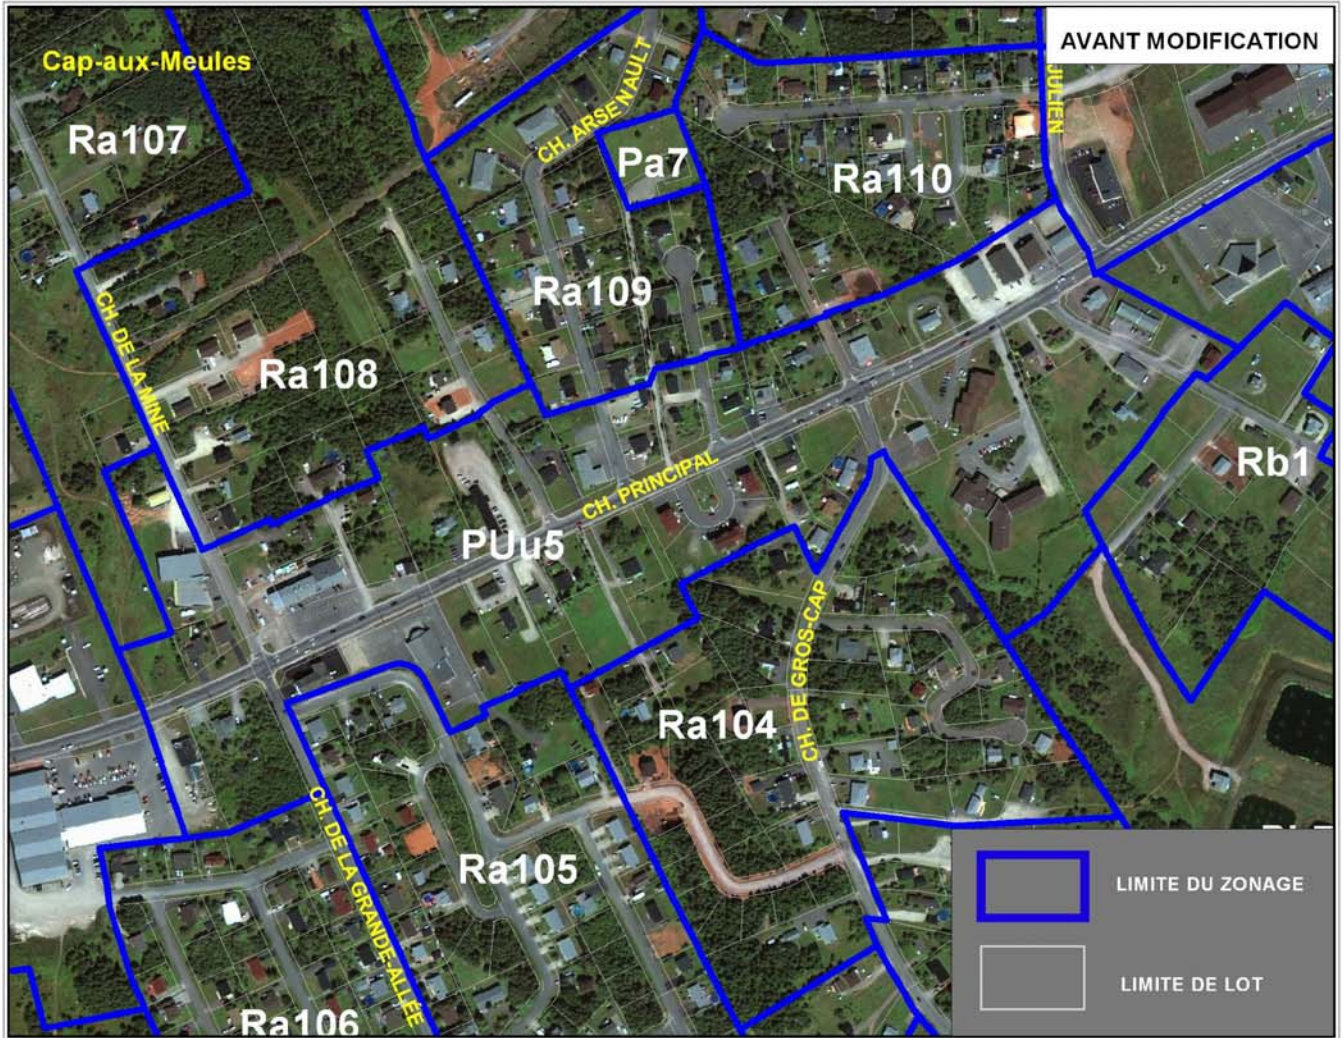 AVANT MODIFICATION
Cap-aux-Meules
CH. ARSENAULT
JULIEN
Ra107
Pa7
Ra110
Ra109
CH. DE LA MINE
Ra108
CH. PRINCIPAL
Rb1
PUu5
CH. DE GROS-CAP
Ra104
CH. DE LA GRANDE-ALLÉE
Ra105
LIMITE DU ZONAGE
LIMITE DE LOT
Ra106